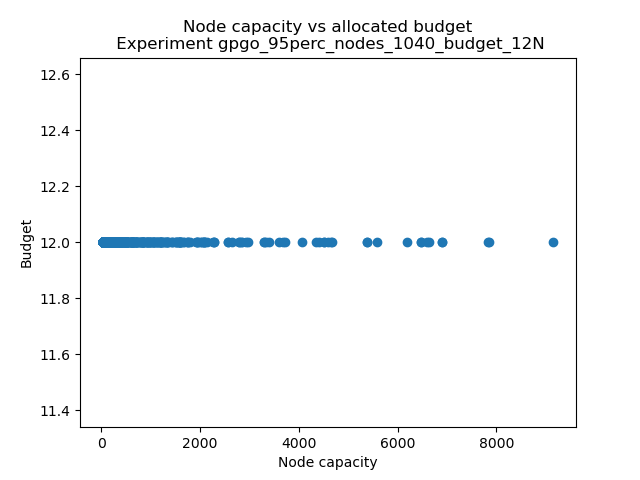 Node capacity vs allocated budget
Experiment gpgo_95perc_nodes_1040_budget_12N
12.6
12.4
12.2
12.0
11.8
11.6
11.4
Budget
0 2000 4000 6000 8000
Node capacity